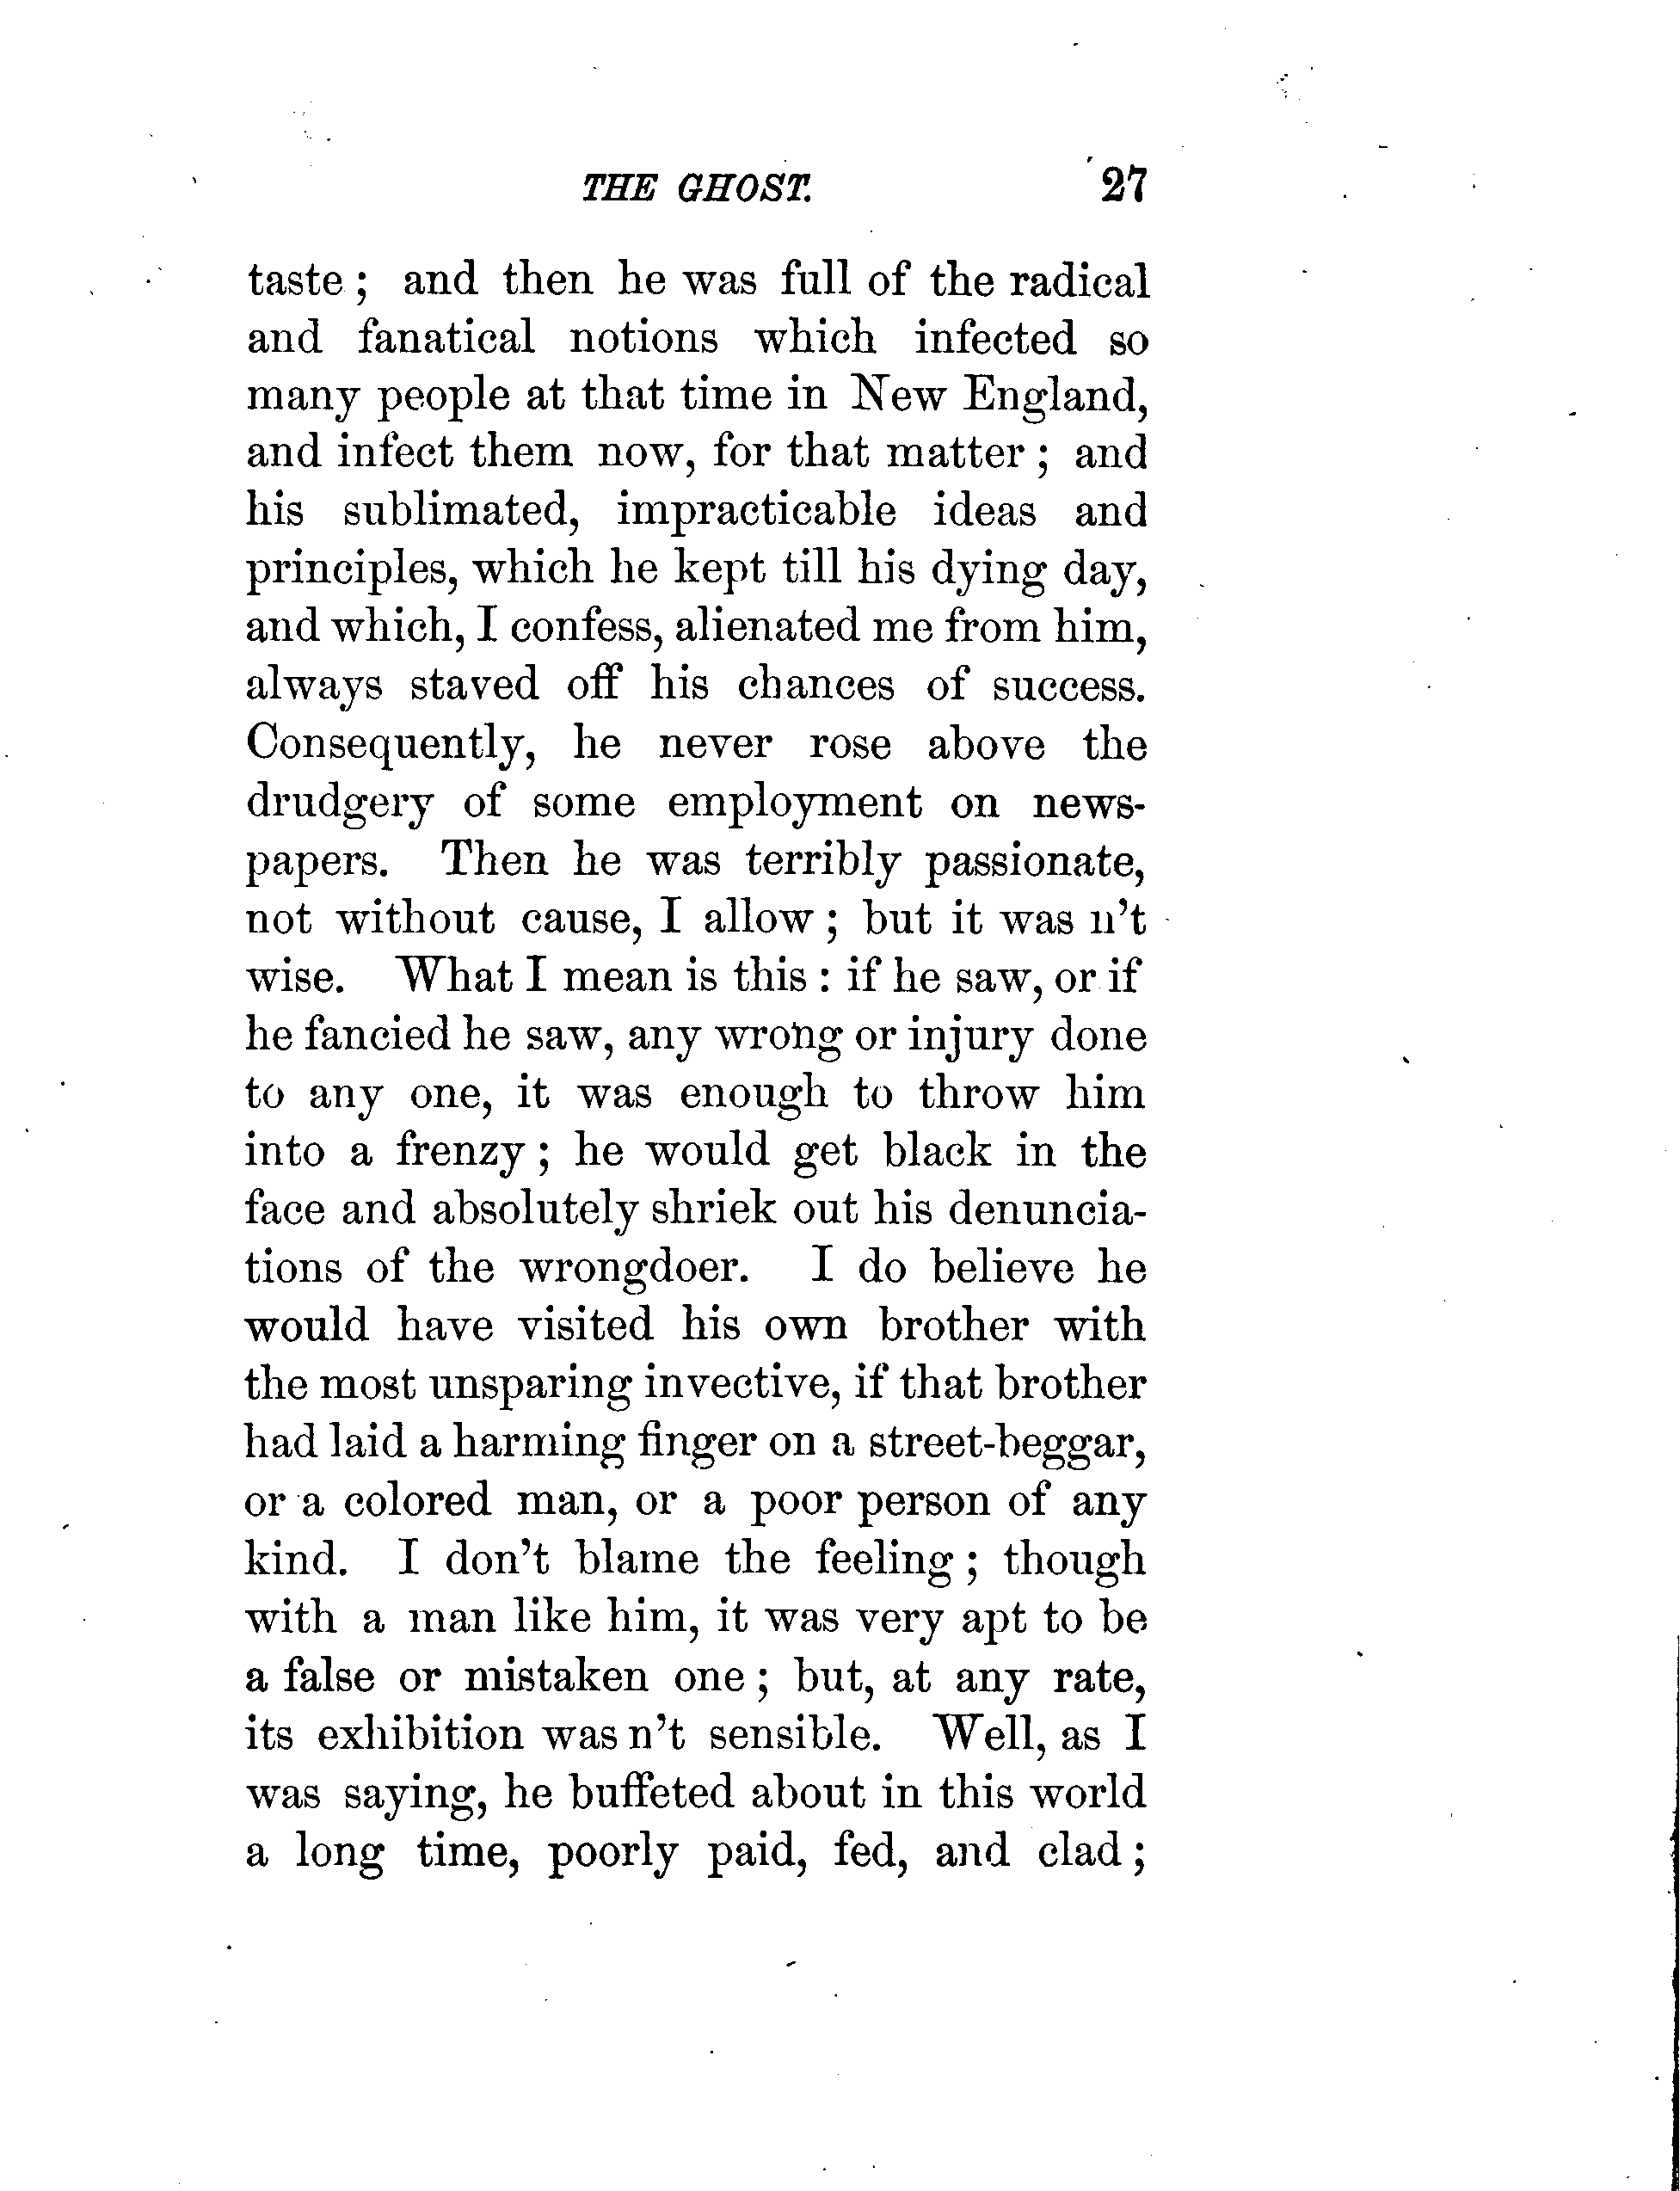 THE GHOST. 27
taste ; and then he was full of the radical
and fanatical notions which infected so
many people at that time in New England,
and infect them now, for that matter ; and
his sublimated, impracticable ideas and
principles, which he kept till his dying day,
and which, I confess, alienated me from him,
always staved off his chances of success.
Consequently, he never rose above the
drudgery of some employment on news-
papers. Then he was terribly passionate,
not without cause, I allow ; but it was n't
wise. What I mean is this : if he saw, or if
he fancied he saw, any wrong or injury done
to any one, it was enough to throw him
into a frenzy ; he would get black in the
face and absolutely shriek out his denuncia-
tions of the wrongdoer. I do believe he
would have visited his own brother with
the most unsparing invective, if that brother
had laid a harming finger on a street-beggar,
or a colored man, or a poor person of any
kind. I don't blame the feeling ; though
with a man like him, it was very apt to be
a false or mistaken one ; but, at any rate,
its exhibition was n't sensible. Well, as I
was saying, he buffeted about in this world
a long time, poorly paid, fed, and clad ;